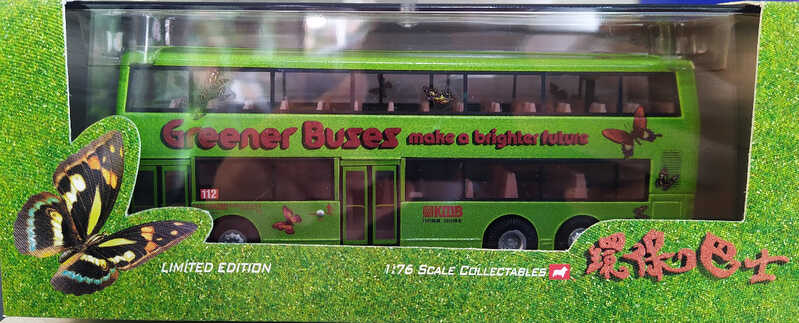 Greener Buses make a brighter future
112
KMB
LIMITED EDITION
1:76 SCALE COLLECTABLES
環保巴士